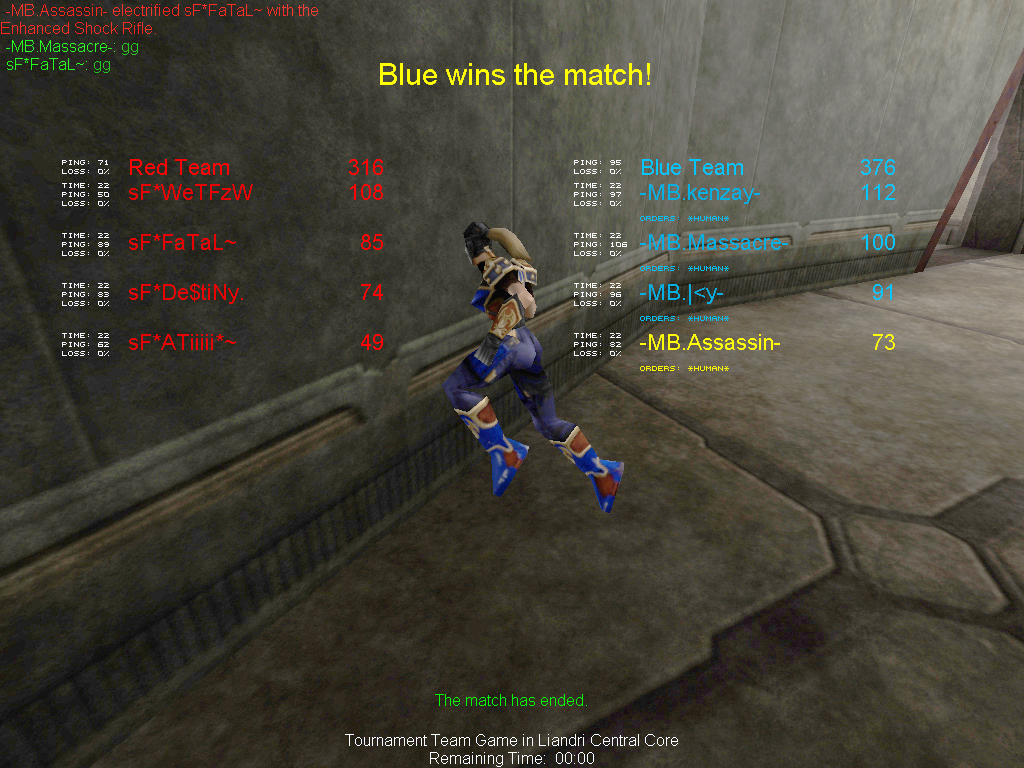 -MB.Assassin- electrified sF*FaTaL~ with the
Enhanced Shock Rifle.
-MB.Massacre-: gg
sF*FaTaL~: gg
Blue wins the match!
PING: 71
LOSS: 0%
Red Team 316
TIME: 22
PING: 50
LOSS: 0%
sF*WeTFzW 108
TIME: 22
PING: 89
LOSS: 0%
sF*FaTaL~ 85
TIME: 22
PING: 83
LOSS: 0%
sF*De$tiNy. 74
TIME: 22
PING: 62
LOSS: 0%
sF*ATiiiii*~ 49
PING: 95
LOSS: 0%
Blue Team 376
TIME: 22
PING: 97
LOSS: 0%
-MB.kenzay- 112
ORDERS: *HUMAN*
TIME: 22
PING: 106
LOSS: 0%
-MB.Massacre- 100
ORDERS: *HUMAN*
TIME: 22
PING: 96
LOSS: 0%
-MB.|<y- 91
ORDERS: *HUMAN*
TIME: 22
PING: 82
LOSS: 0%
-MB.Assassin- 73
ORDERS: *HUMAN*
The match has ended.
Tournament Team Game in Liandri Central Core
Remaining Time: 00:00